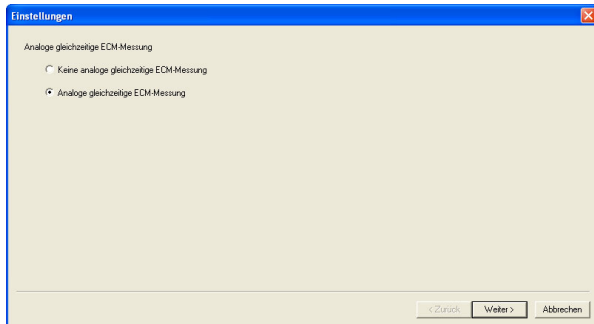 Einstellungen
Analoge gleichzeitige ECM-Messung
Keine analoge gleichzeitige ECM-Messung
Analoge gleichzeitige ECM-Messung
< Zurück Weiter > Abbrechen